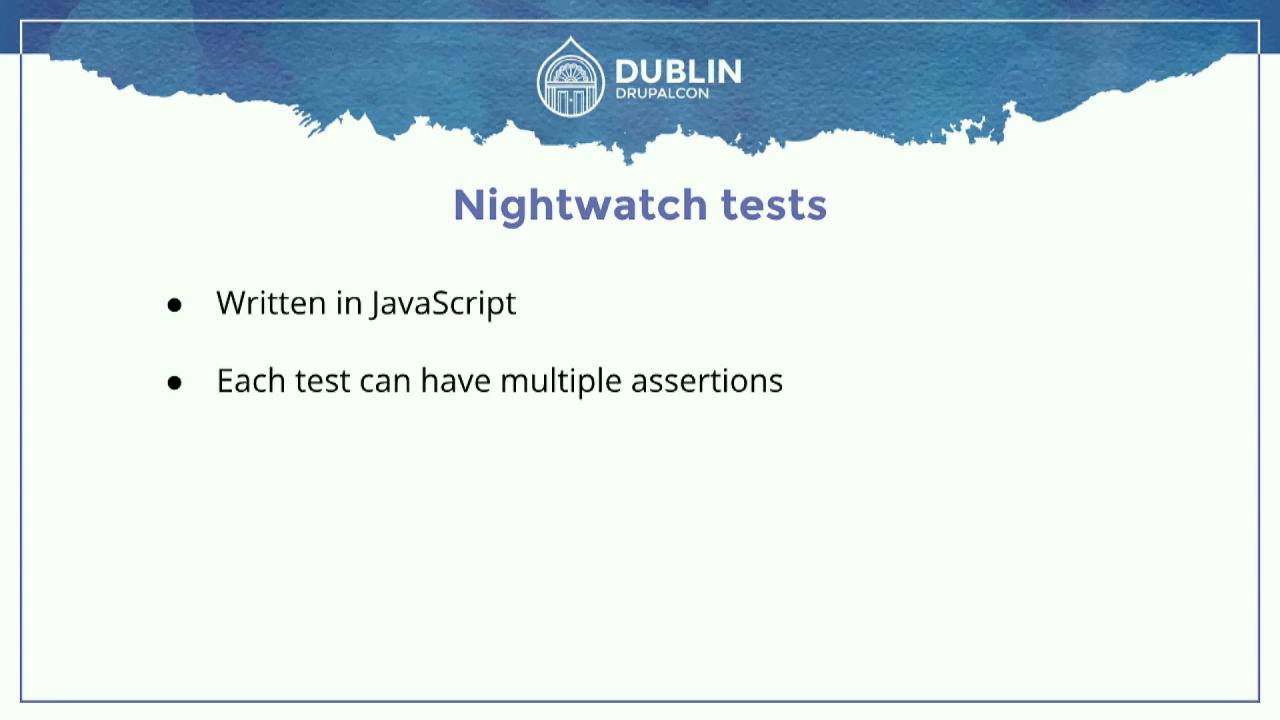 DUBLIN
DRUPALCON
Nightwatch tests
● Written in JavaScript
● Each test can have multiple assertions